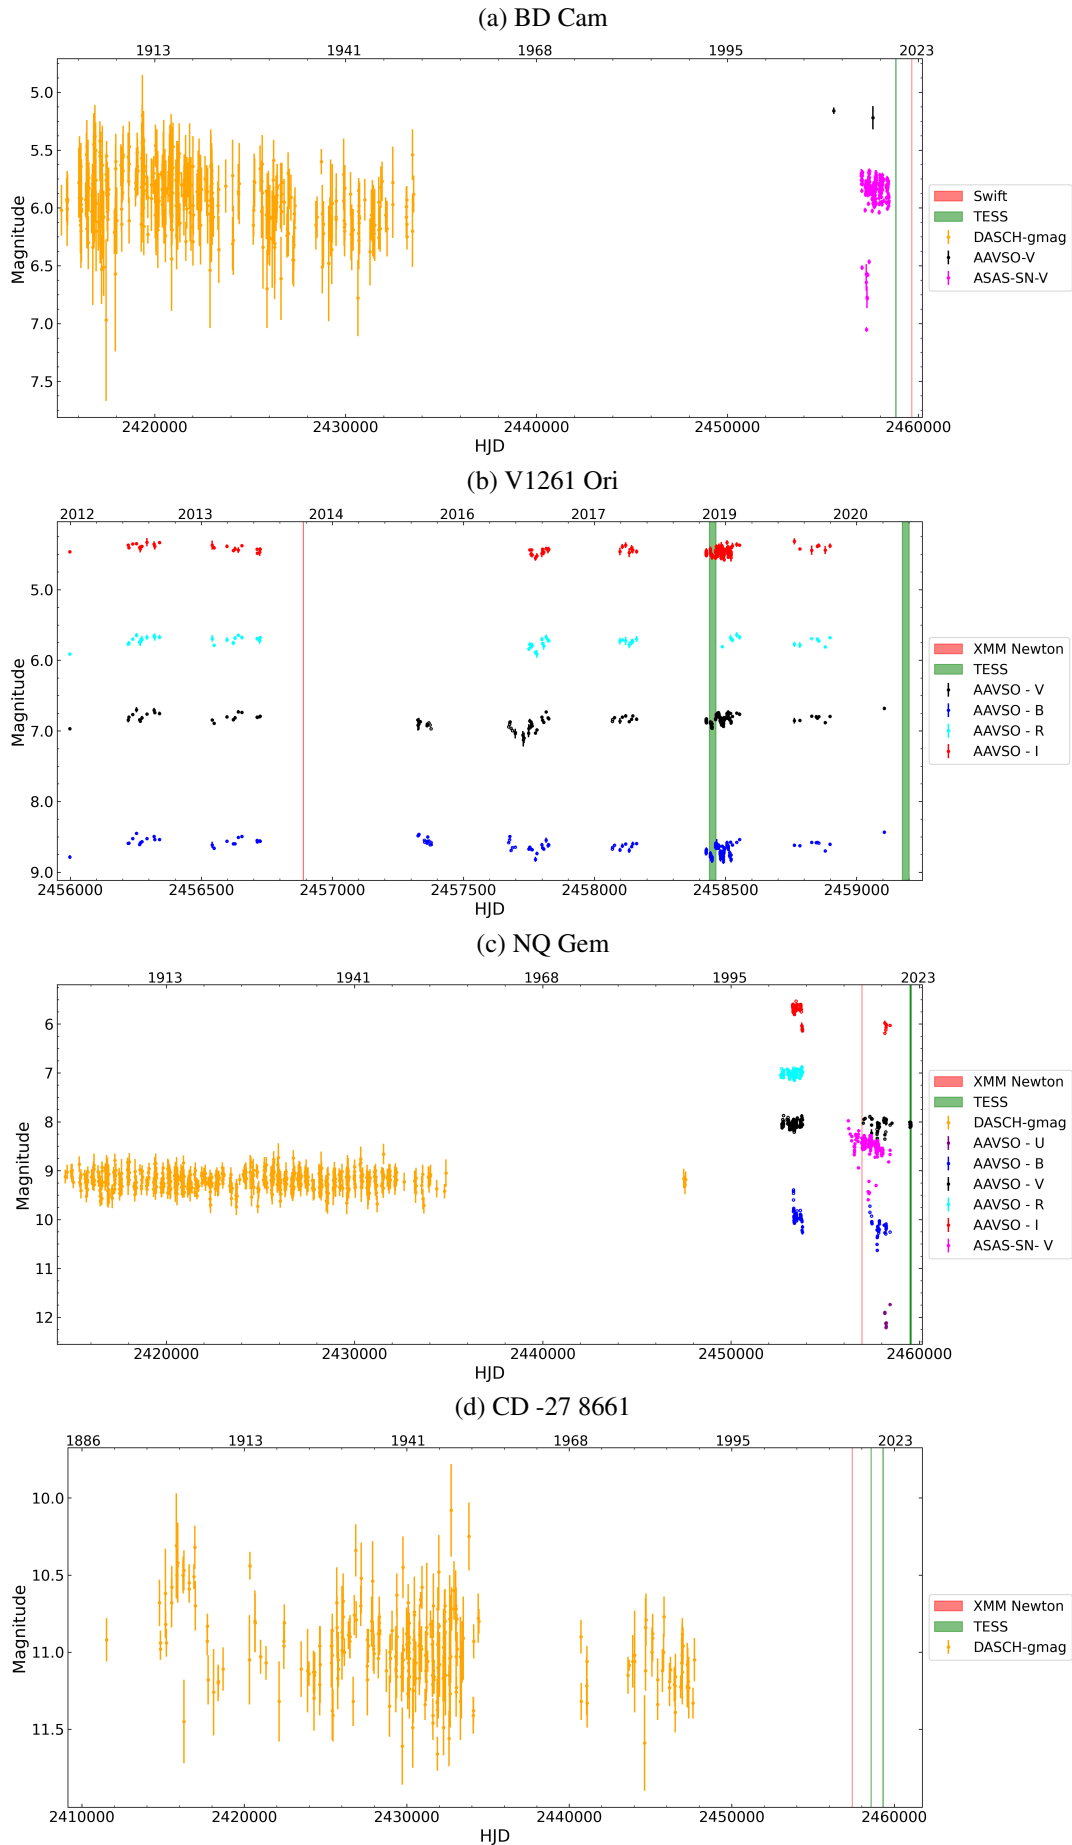 (a) BD Cam
1913 1941 1968 1995 2023
5.0
5.5
6.0
6.5
7.0
7.5
Magnitude
2420000 2430000 2440000 2450000 2460000
HJD
Swift
TESS
DASCH-gmag
AAVSO-V
ASAS-SN-V
(b) V1261 Ori
2012 2013 2014 2016 2017 2019 2020
5.0
6.0
7.0
8.0
9.0
Magnitude
2456000 2456500 2457000 2457500 2458000 2458500 2459000
HJD
XMM Newton
TESS
AAVSO - V
AAVSO - B
AAVSO - R
AAVSO - I
(c) NQ Gem
1913 1941 1968 1995 2023
6
7
8
9
10
11
12
Magnitude
2420000 2430000 2440000 2450000 2460000
HJD
XMM Newton
TESS
DASCH-gmag
AAVSO - U
AAVSO - B
AAVSO - V
AAVSO - R
AAVSO - I
ASAS-SN- V
(d) CD -27 8661
1886 1913 1941 1968 1995 2023
10.0
10.5
11.0
11.5
Magnitude
2410000 2420000 2430000 2440000 2450000 2460000
HJD
XMM Newton
TESS
DASCH-gmag